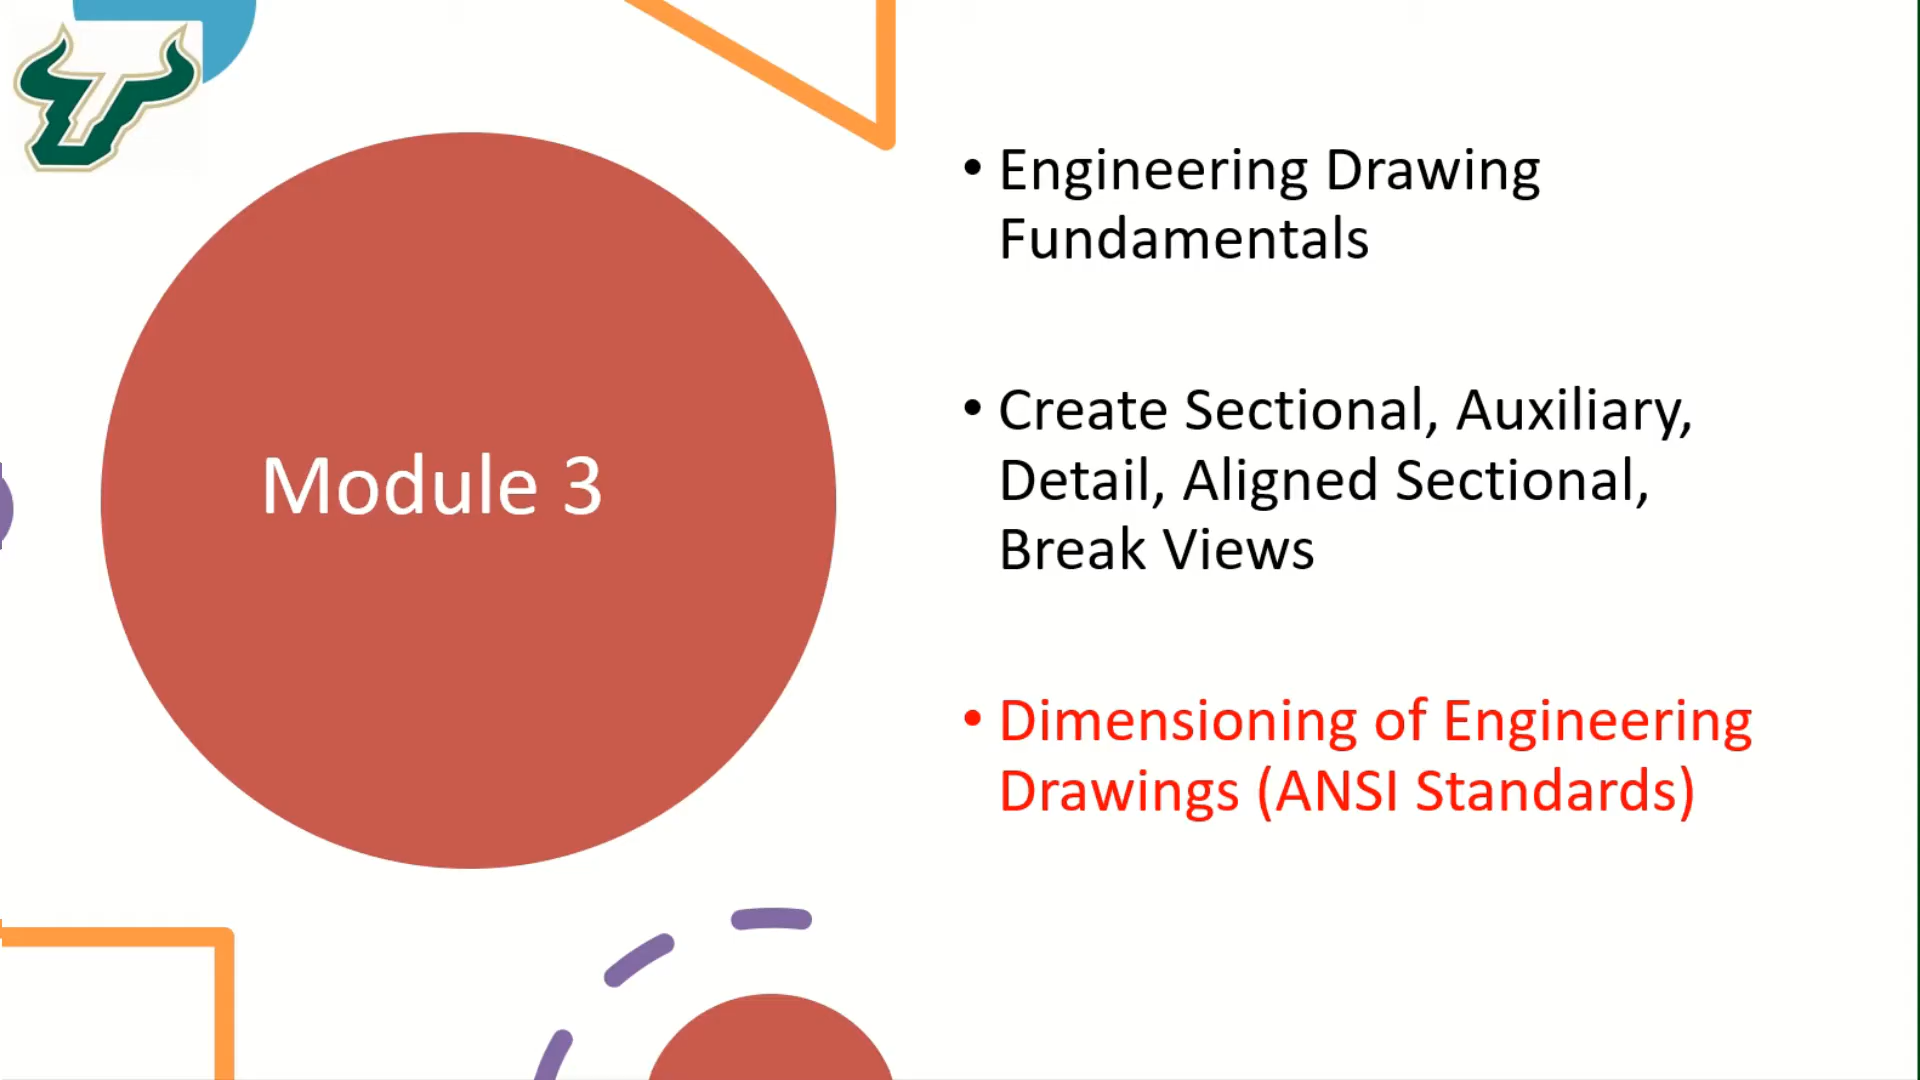 Module 3
• Engineering Drawing
Fundamentals
• Create Sectional, Auxiliary,
Detail, Aligned Sectional,
Break Views
• Dimensioning of Engineering
Drawings (ANSI Standards)